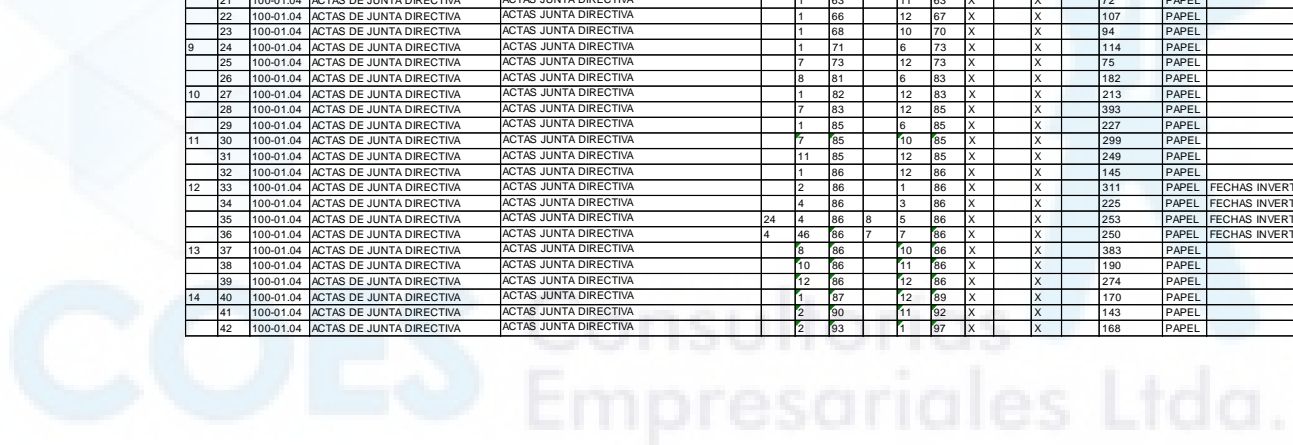 21 100-01.04 ACTAS DE JUNTA DIRECTIVA ACTAS JUNTA DIRECTIVA 1 63 11 63 X X 72 PAPEL
22 100-01.04 ACTAS DE JUNTA DIRECTIVA ACTAS JUNTA DIRECTIVA 1 66 12 67 X X 107 PAPEL
23 100-01.04 ACTAS DE JUNTA DIRECTIVA ACTAS JUNTA DIRECTIVA 1 68 10 70 X X 94 PAPEL
9 24 100-01.04 ACTAS DE JUNTA DIRECTIVA ACTAS JUNTA DIRECTIVA 1 71 6 73 X X 114 PAPEL
25 100-01.04 ACTAS DE JUNTA DIRECTIVA ACTAS JUNTA DIRECTIVA 7 73 12 73 X X 75 PAPEL
26 100-01.04 ACTAS DE JUNTA DIRECTIVA ACTAS JUNTA DIRECTIVA 8 81 6 83 X X 182 PAPEL
10 27 100-01.04 ACTAS DE JUNTA DIRECTIVA ACTAS JUNTA DIRECTIVA 1 82 12 83 X X 213 PAPEL
28 100-01.04 ACTAS DE JUNTA DIRECTIVA ACTAS JUNTA DIRECTIVA 7 83 12 85 X X 393 PAPEL
29 100-01.04 ACTAS DE JUNTA DIRECTIVA ACTAS JUNTA DIRECTIVA 1 85 6 85 X X 227 PAPEL
11 30 100-01.04 ACTAS DE JUNTA DIRECTIVA ACTAS JUNTA DIRECTIVA 7 85 10 85 X X 299 PAPEL
31 100-01.04 ACTAS DE JUNTA DIRECTIVA ACTAS JUNTA DIRECTIVA 11 85 12 85 X X 249 PAPEL
32 100-01.04 ACTAS DE JUNTA DIRECTIVA ACTAS JUNTA DIRECTIVA 1 86 12 86 X X 145 PAPEL
12 33 100-01.04 ACTAS DE JUNTA DIRECTIVA ACTAS JUNTA DIRECTIVA 2 86 1 86 X X 311 PAPEL FECHAS INVERT
34 100-01.04 ACTAS DE JUNTA DIRECTIVA ACTAS JUNTA DIRECTIVA 4 86 3 86 X X 225 PAPEL FECHAS INVERT
35 100-01.04 ACTAS DE JUNTA DIRECTIVA ACTAS JUNTA DIRECTIVA 24 4 86 8 5 86 X X 253 PAPEL FECHAS INVERT
36 100-01.04 ACTAS DE JUNTA DIRECTIVA ACTAS JUNTA DIRECTIVA 4 46 86 7 7 86 X X 250 PAPEL FECHAS INVERT
13 37 100-01.04 ACTAS DE JUNTA DIRECTIVA ACTAS JUNTA DIRECTIVA 8 86 10 86 X X 383 PAPEL
38 100-01.04 ACTAS DE JUNTA DIRECTIVA ACTAS JUNTA DIRECTIVA 10 86 11 86 X X 190 PAPEL
39 100-01.04 ACTAS DE JUNTA DIRECTIVA ACTAS JUNTA DIRECTIVA 12 86 12 86 X X 274 PAPEL
14 40 100-01.04 ACTAS DE JUNTA DIRECTIVA ACTAS JUNTA DIRECTIVA 1 87 12 89 X X 170 PAPEL
41 100-01.04 ACTAS DE JUNTA DIRECTIVA ACTAS JUNTA DIRECTIVA 2 90 11 92 X X 143 PAPEL
42 100-01.04 ACTAS DE JUNTA DIRECTIVA ACTAS JUNTA DIRECTIVA 2 93 1 97 X X 168 PAPEL
COES Consultorias
Empresariales Ltda.